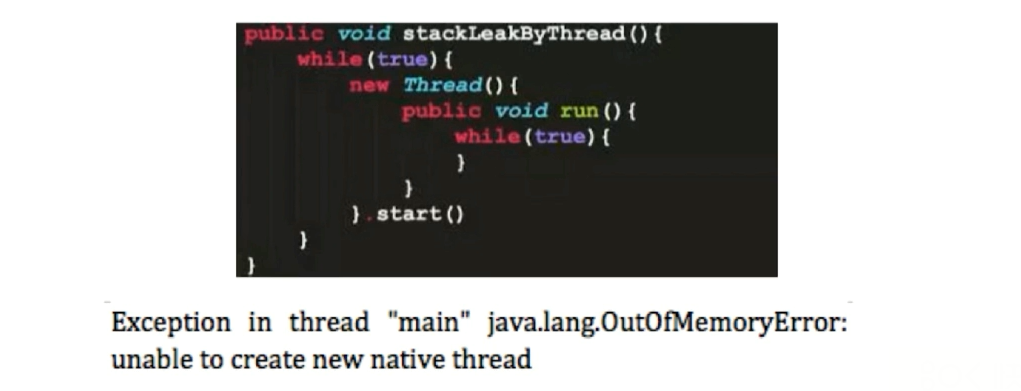 public void stackLeakByThread(){
while(true){
new Thread(){
public void run(){
while(true){
}
}
}.start()
}
}
Exception in thread "main" java.lang.OutOfMemoryError:
unable to create new native thread